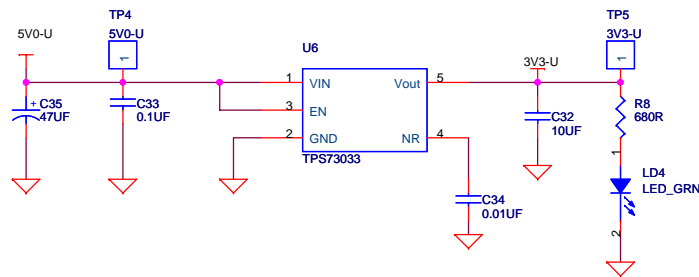 TP4
TP5
5V0-U
5V0-U
3V3-U
1
1
U6
3V3-U
1
VIN
Vout
5
+
C35
47UF
C33
0.1UF
3
EN
C32
10UF
R8
680R
2
GND
NR
4
TPS73033
1
LD4
LED_GRN
C34
0.01UF
2